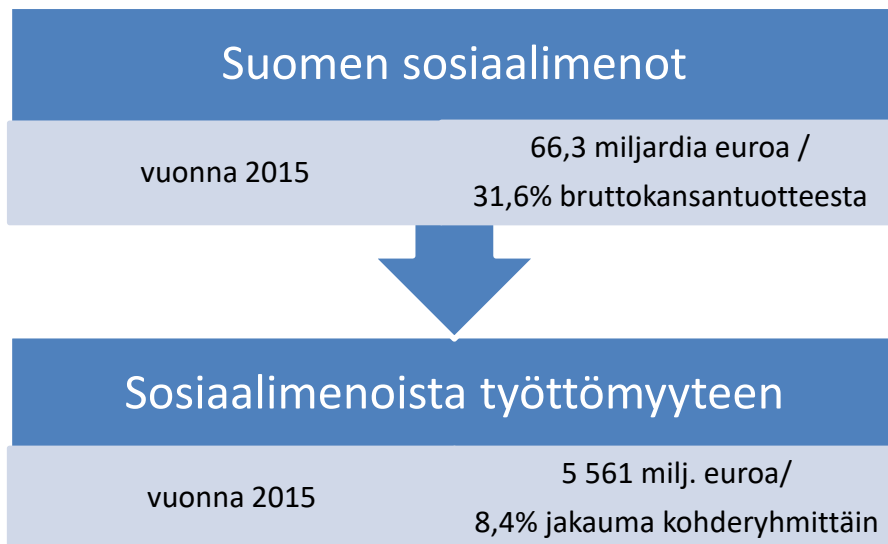 Suomen sosiaalimenot
vuonna 2015
66,3 miljardia euroa /
31,6% bruttokansantuotteesta
Sosiaalimenoista työttömyyteen
vuonna 2015
5 561 milj. euroa/
8,4% jakauma kohderyhmittäin